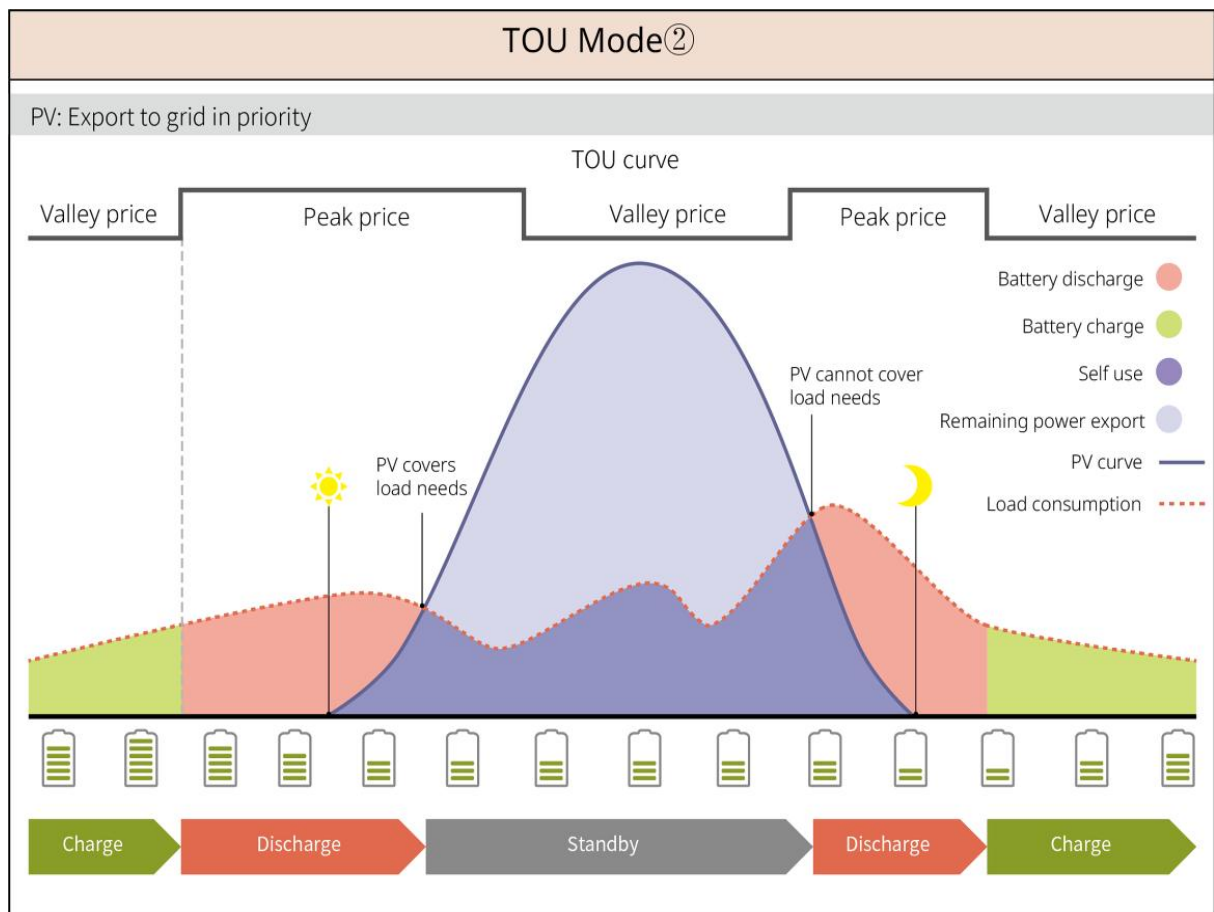 TOU Mode②
PV: Export to grid in priority
TOU curve
Valley price
Peak price
Valley price
Peak price
Valley price
Battery discharge
Battery charge
Self use
Remaining power export
PV curve
Load consumption
PV covers
load needs
PV cannot cover
load needs
Charge
Discharge
Standby
Discharge
Charge